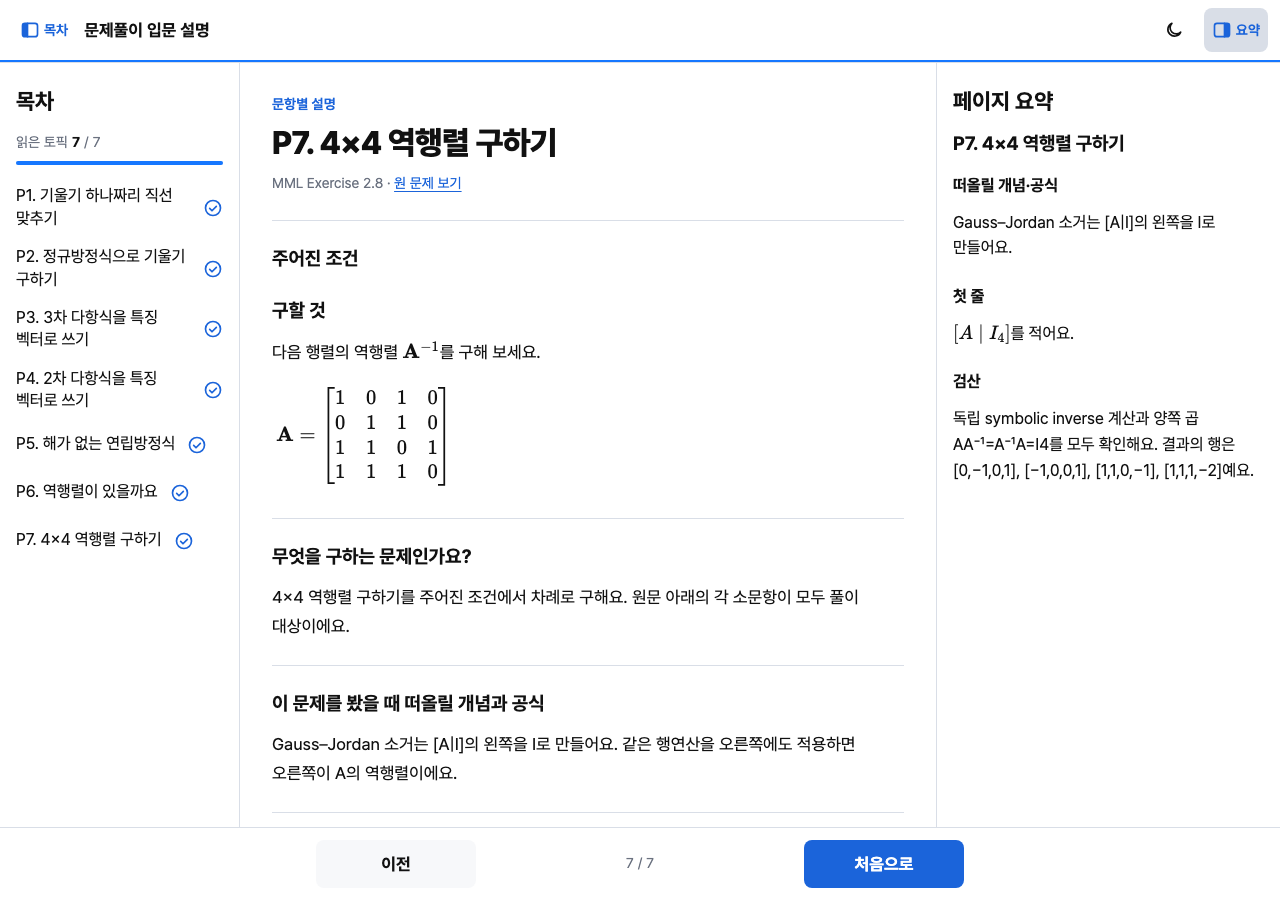 목차
문제풀이 입문 설명
요약
목차
읽은 토픽 7 / 7
P1. 기울기 하나짜리 직선
맞추기
P2. 정규방정식으로 기울기
구하기
P3. 3차 다항식을 특징
벡터로 쓰기
P4. 2차 다항식을 특징
벡터로 쓰기
P5. 해가 없는 연립방정식
P6. 역행렬이 있을까요
P7. 4×4 역행렬 구하기
문항별 설명
P7. 4×4 역행렬 구하기
MML Exercise 2.8 · 원 문제 보기
주어진 조건
구할 것
다음 행렬의 역행렬 A⁻¹를 구해 보세요.
A =
1 0 1 0
0 1 1 0
1 1 0 1
1 1 1 0
무엇을 구하는 문제인가요?
4×4 역행렬 구하기를 주어진 조건에서 차례로 구해요. 원문 아래의 각 소문항이 모두 풀이
대상이에요.
이 문제를 봤을 때 떠올릴 개념과 공식
Gauss–Jordan 소거는 [A|I]의 왼쪽을 I로 만들어요. 같은 행연산을 오른쪽에도 적용하면
오른쪽이 A의 역행렬이에요.
페이지 요약
P7. 4×4 역행렬 구하기
떠올릴 개념·공식
Gauss–Jordan 소거는 [A|I]의 왼쪽을 I로
만들어요.
첫 줄
[A | I₄]를 적어요.
검산
독립 symbolic inverse 계산과 양쪽 곱
AA⁻¹=A⁻¹A=I4를 모두 확인해요. 결과의 행은
[0,−1,0,1], [−1,0,0,1], [1,1,0,−1], [1,1,1,−2]예요.
이전
7 / 7
처음으로